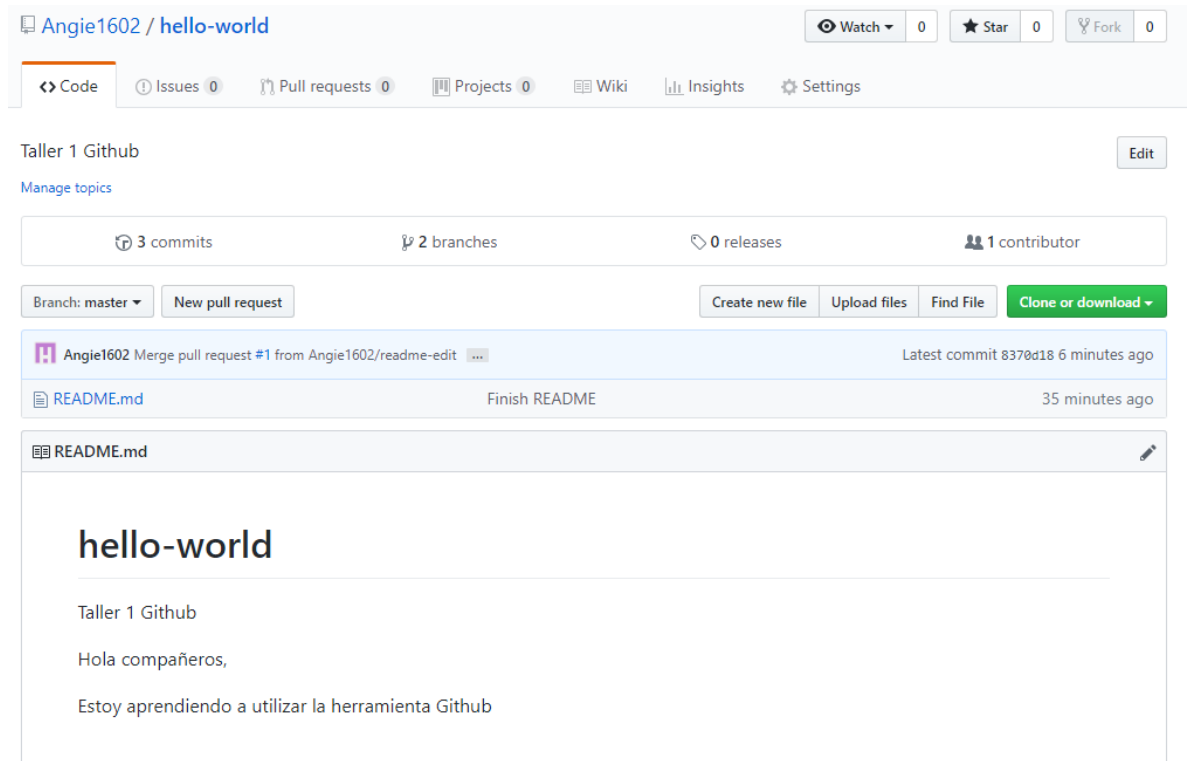 Angie1602 / hello-world
Watch 0 Star 0 Fork 0
Code Issues 0 Pull requests 0 Projects 0 Wiki Insights Settings
Taller 1 Github
Edit
Manage topics
3 commits 2 branches 0 releases 1 contributor
Branch: master New pull request Create new file Upload files Find File Clone or download
Angie1602 Merge pull request #1 from Angie1602/readme-edit ... Latest commit 8370d18 6 minutes ago
README.md Finish README 35 minutes ago
README.md
hello-world
Taller 1 Github
Hola compañeros,
Estoy aprendiendo a utilizar la herramienta Github